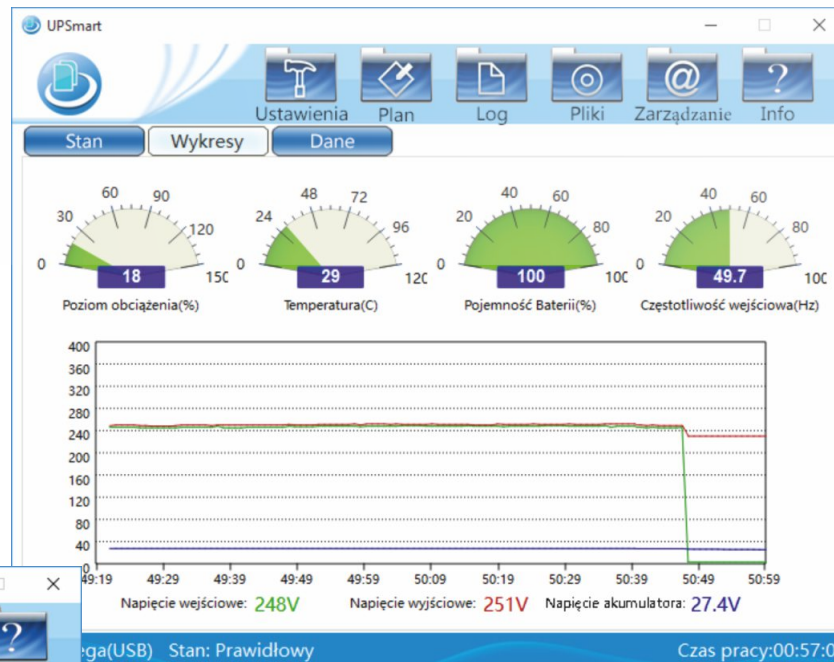 UPSmart
Ustawienia Plan Log Pliki Zarządzanie Info
Stan Wykresy Dane
0 30 60 90 120 150
18
Poziom obciążenia(%)
0 24 48 72 96 120
29
Temperatura(C)
0 20 40 60 80 100
100
Pojemność Baterii(%)
0 20 40 60 80 100
49.7
Częstotliwość wejściowa(Hz)
400
360
320
280
240
200
160
120
80
40
0
49:19 49:29 49:39 49:49 49:59 50:09 50:19 50:29 50:39 50:49 50:59
Napięcie wejściowe: 248V Napięcie wyjściowe: 251V Napięcie akumulatora: 27.4V
ega(USB) Stan: Prawidłowy Czas pracy:00:57:0